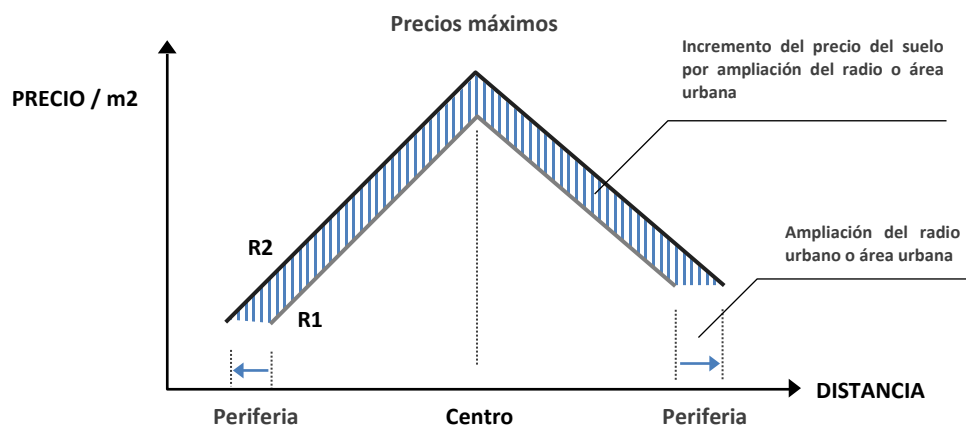 Precios máximos
Incremento del precio del suelo
por ampliación del radio o área
urbana
PRECIO / m2
R2
Ampliación del radio
urbano o área urbana
R1
DISTANCIA
Periferia
Centro
Periferia